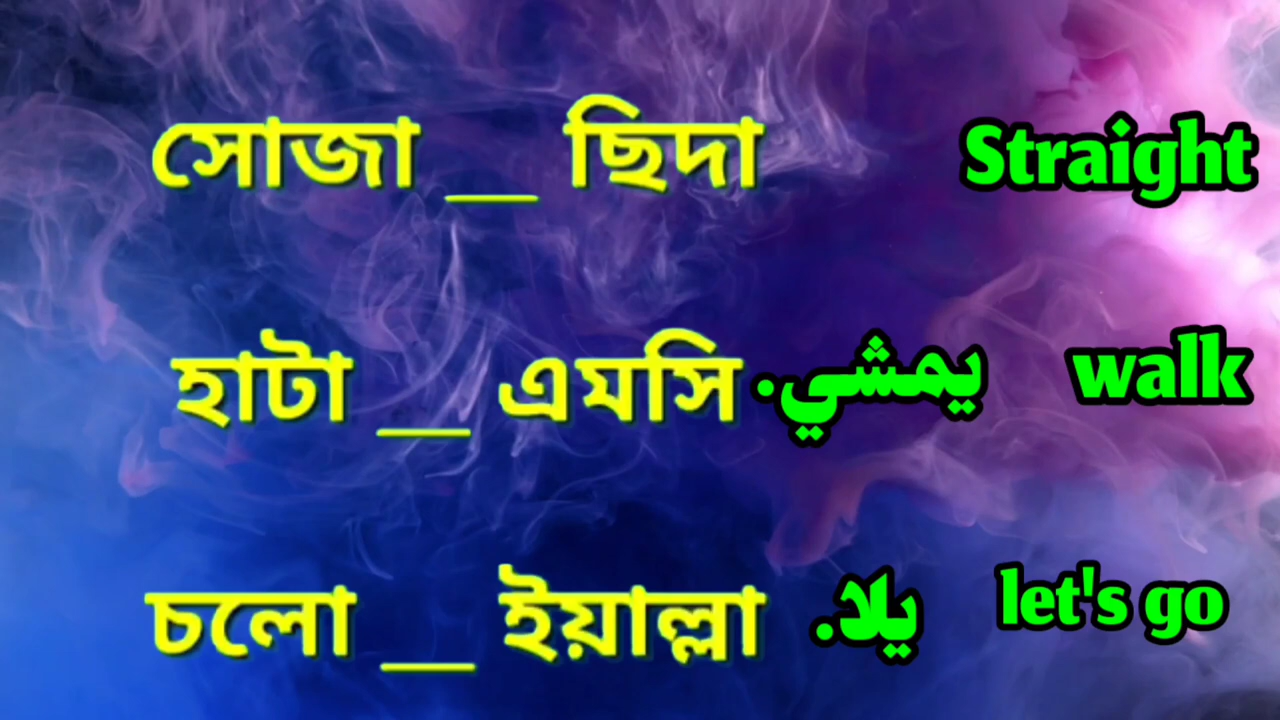 সোজা __ ছিদা Straight
হাটা __ এমসি يمشي. walk
চলো __ ইয়াল্লা يلا. let's go